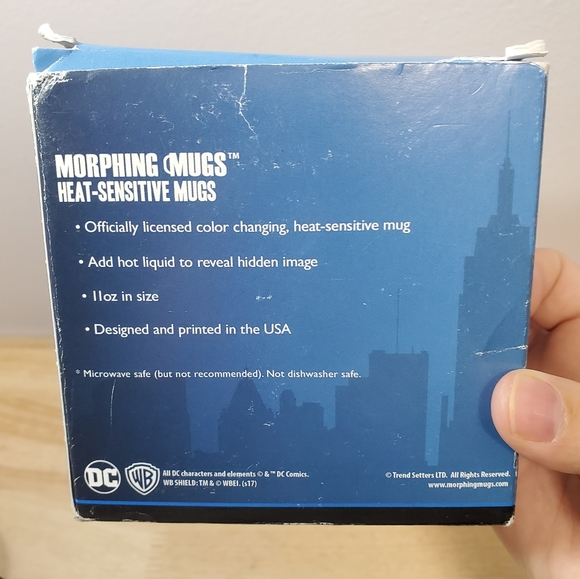 MORPHING MUGS™
HEAT-SENSITIVE MUGS
• Officially licensed color changing, heat-sensitive mug
• Add hot liquid to reveal hidden image
• 11oz in size
• Designed and printed in the USA
* Microwave safe (but not recommended). Not dishwasher safe.
DC
WB
All DC characters and elements © & ™ DC Comics.
WB SHIELD: TM & © WBEI. (s17)
© Trend Setters LTD. All Rights Reserved.
www.morphingmugs.com